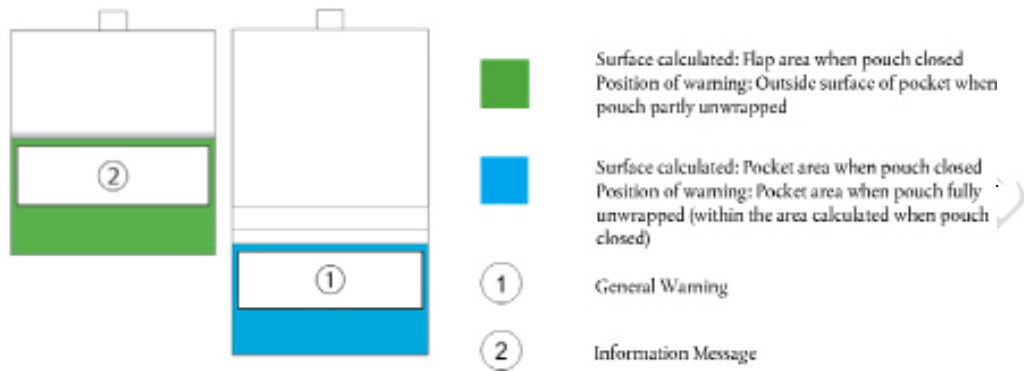 ②
①
Surface calculated: Flap area when pouch closed
Position of warning: Outside surface of pocket when
pouch partly unwrapped
Surface calculated: Pocket area when pouch closed
Position of warning: Pocket area when pouch fully
unwrapped (within the area calculated when pouch
closed)
① General Warning
② Information Message